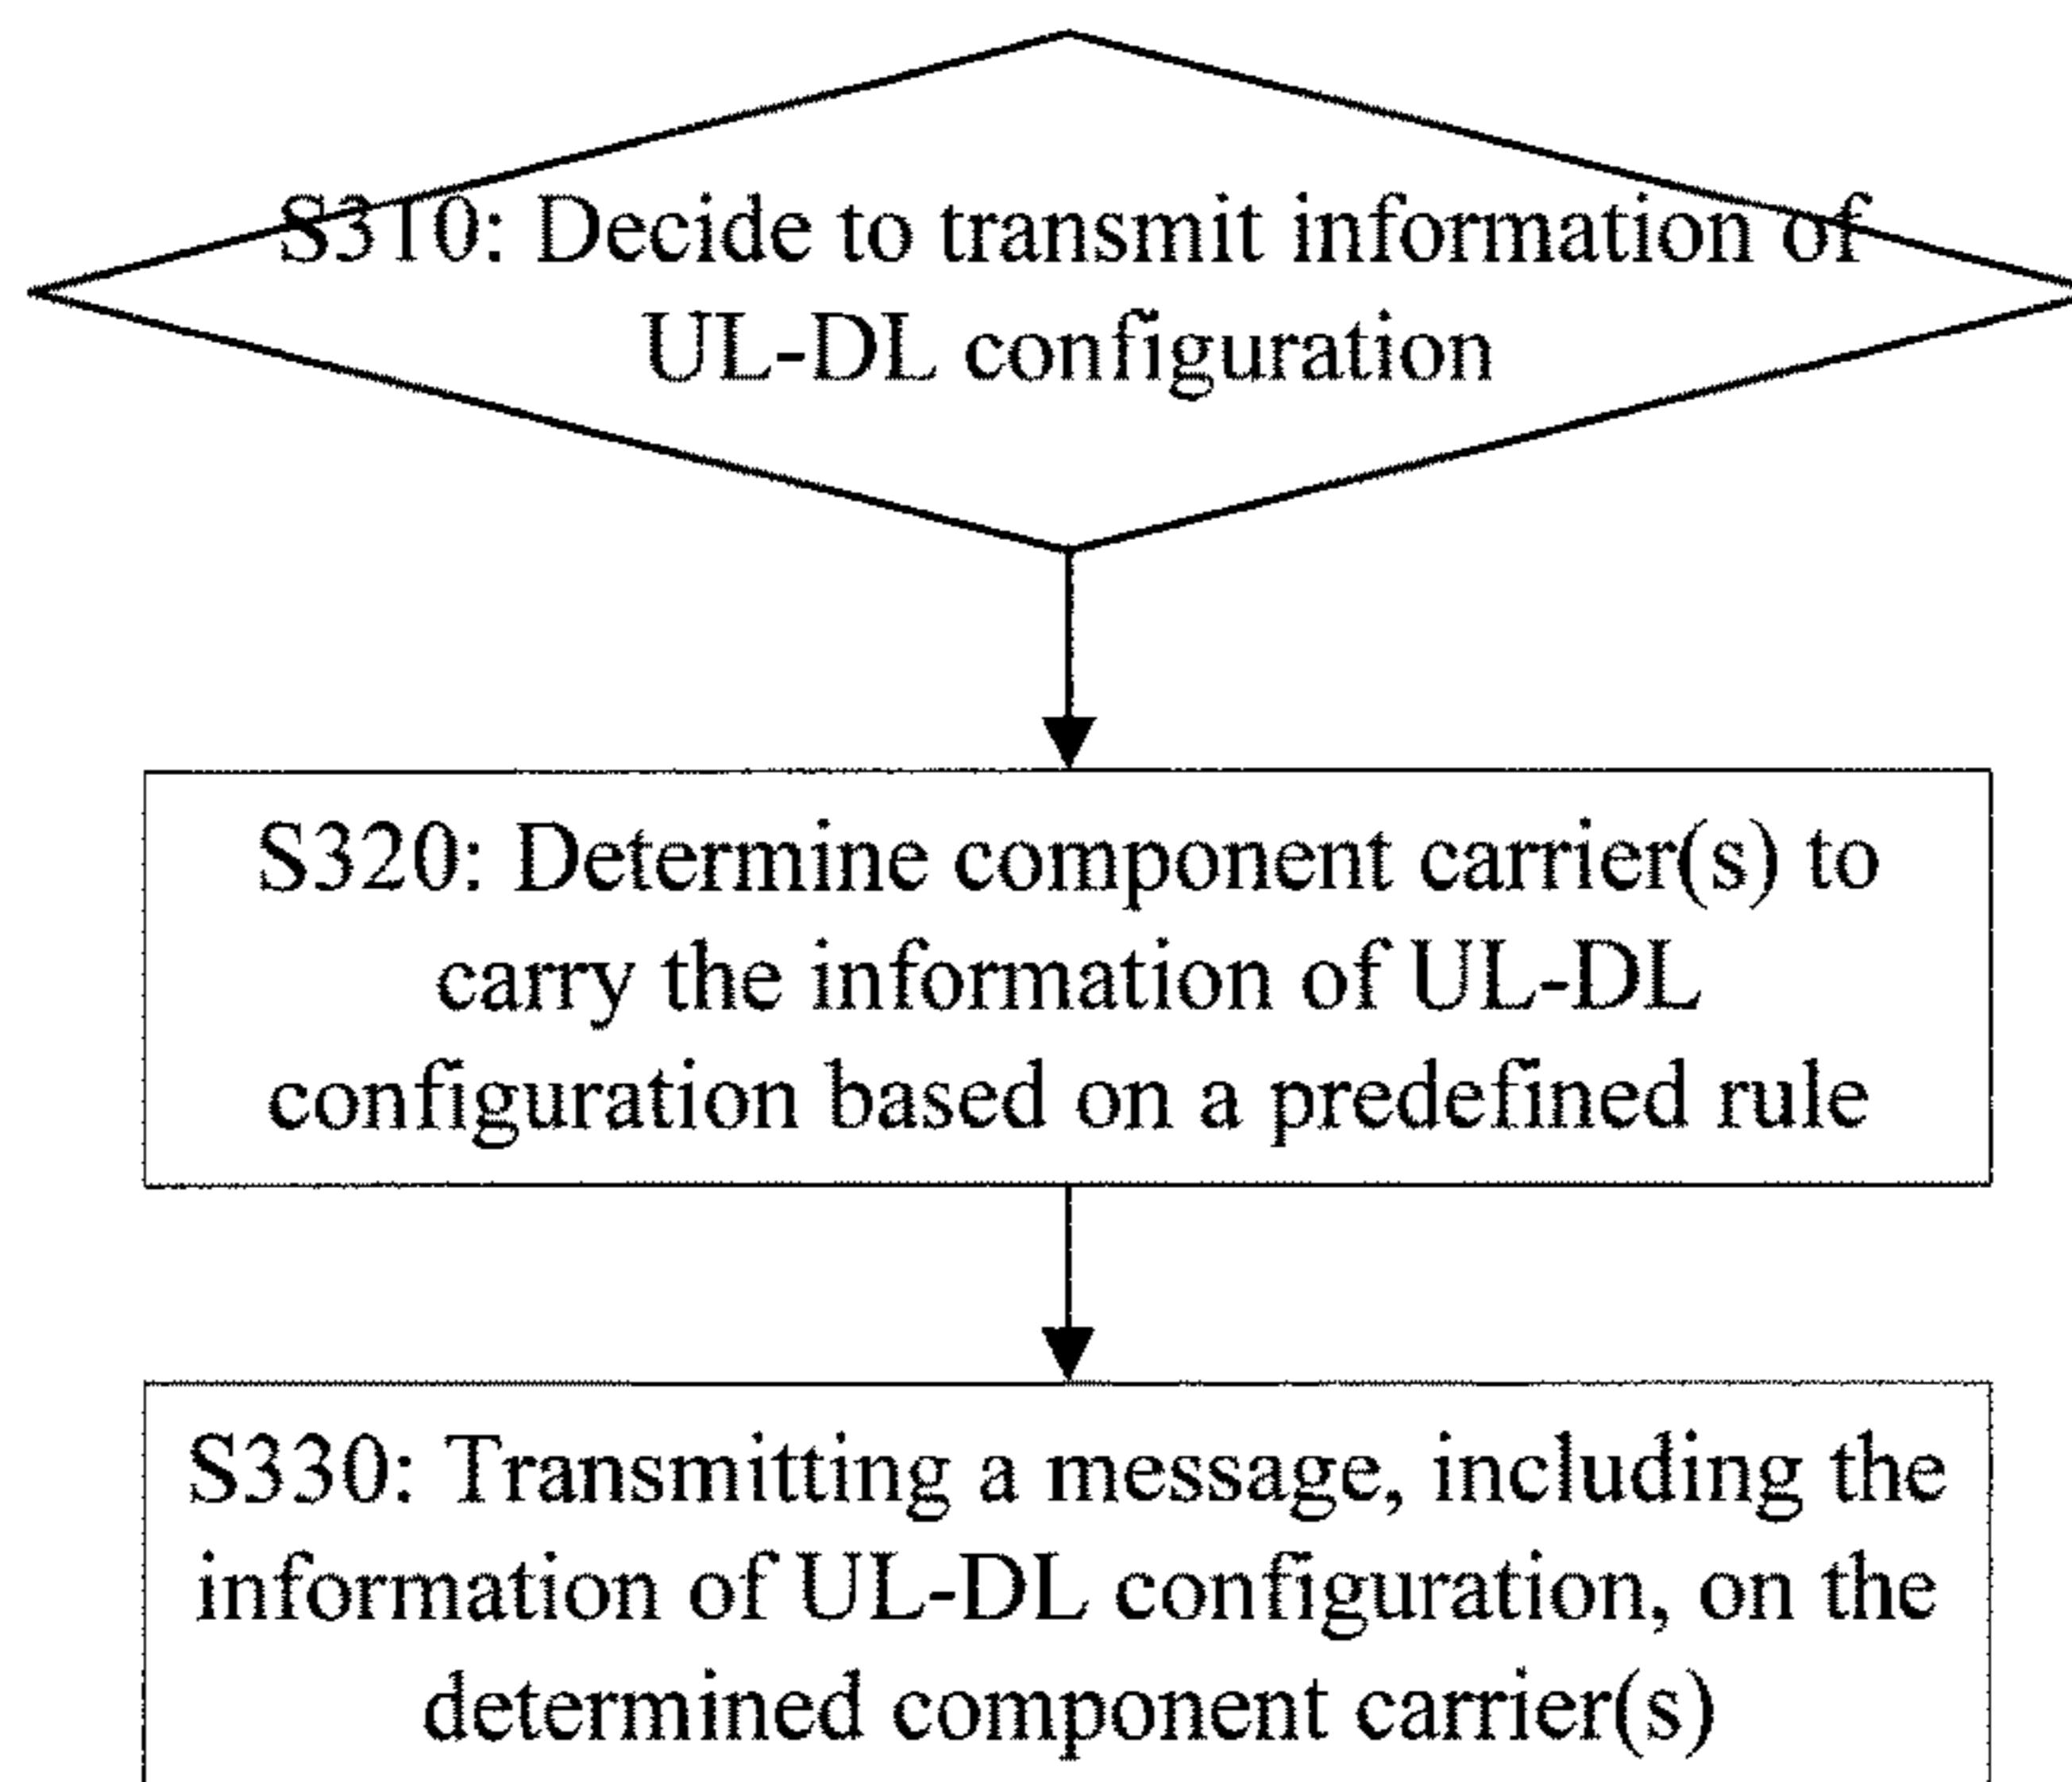 S310: Decide to transmit information of
UL-DL configuration
S320: Determine component carrier(s) to
carry the information of UL-DL
configuration based on a predefined rule
S330: Transmitting a message, including the
information of UL-DL configuration, on the
determined component carrier(s)